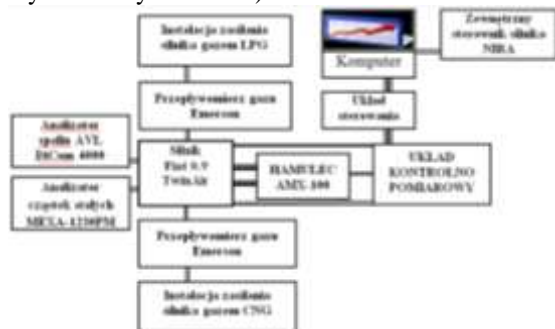 Instalacja zasilania
silnika gazem LPG
Zewnętrzny
sterownik silnika
NIRA
Komputer
Przepływomierz gazu
Emerson
Układ
sterowania
Analizator
spalin AVL
DiCom 4000
Silnik
Fiat 0.9
TwinAir
HAMULEC
AMX-100
UKŁAD
KONTROLNO
POMIAROWY
Analizator
cząstek stałych
MEXA-1230PM
Przepływomierz gazu
Emerson
Instalacja zasilania
silnika gazem CNG